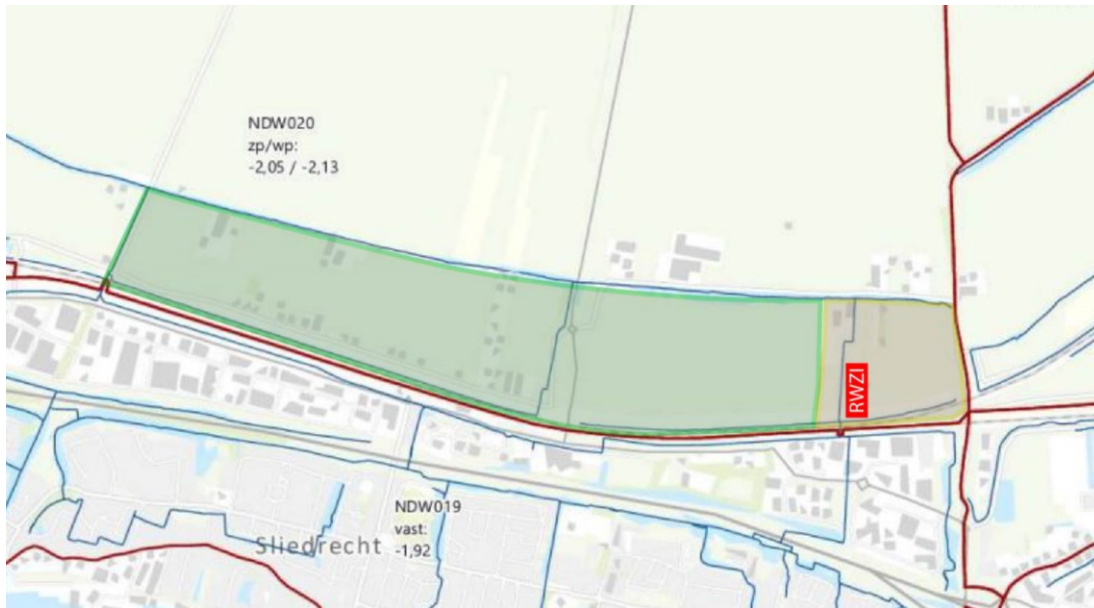 NDW020
zp/wp:
-2,05 / -2,13
RWZI
NDW019
vast:
-1,92
Sliedrecht